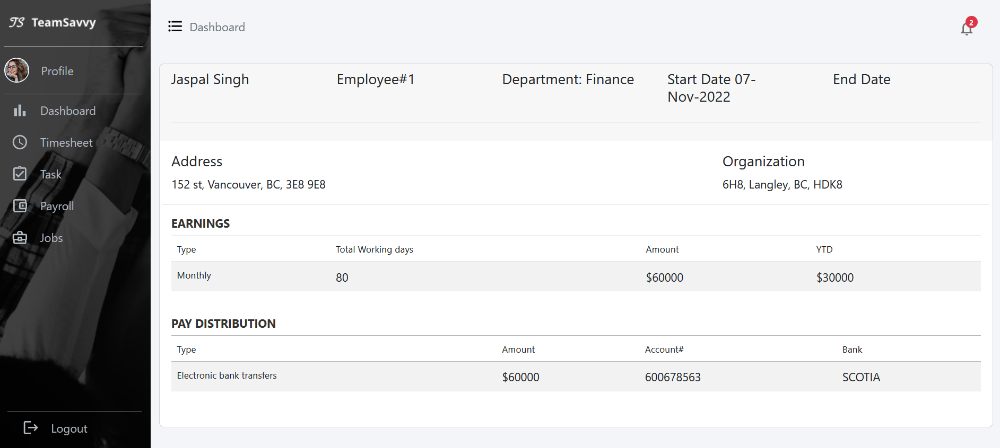 TS TeamSavvy
Profile
Dashboard
Timesheet
Task
Payroll
Jobs
Logout
Dashboard
2
Jaspal Singh
Employee#1
Department: Finance
Start Date 07-
Nov-2022
End Date
Address
152 st, Vancouver, BC, 3E8 9E8
Organization
6H8, Langley, BC, HDK8
EARNINGS
Type Total Working days Amount YTD
Monthly 80 $60000 $30000
PAY DISTRIBUTION
Type Amount Account# Bank
Electronic bank transfers $60000 600678563 SCOTIA